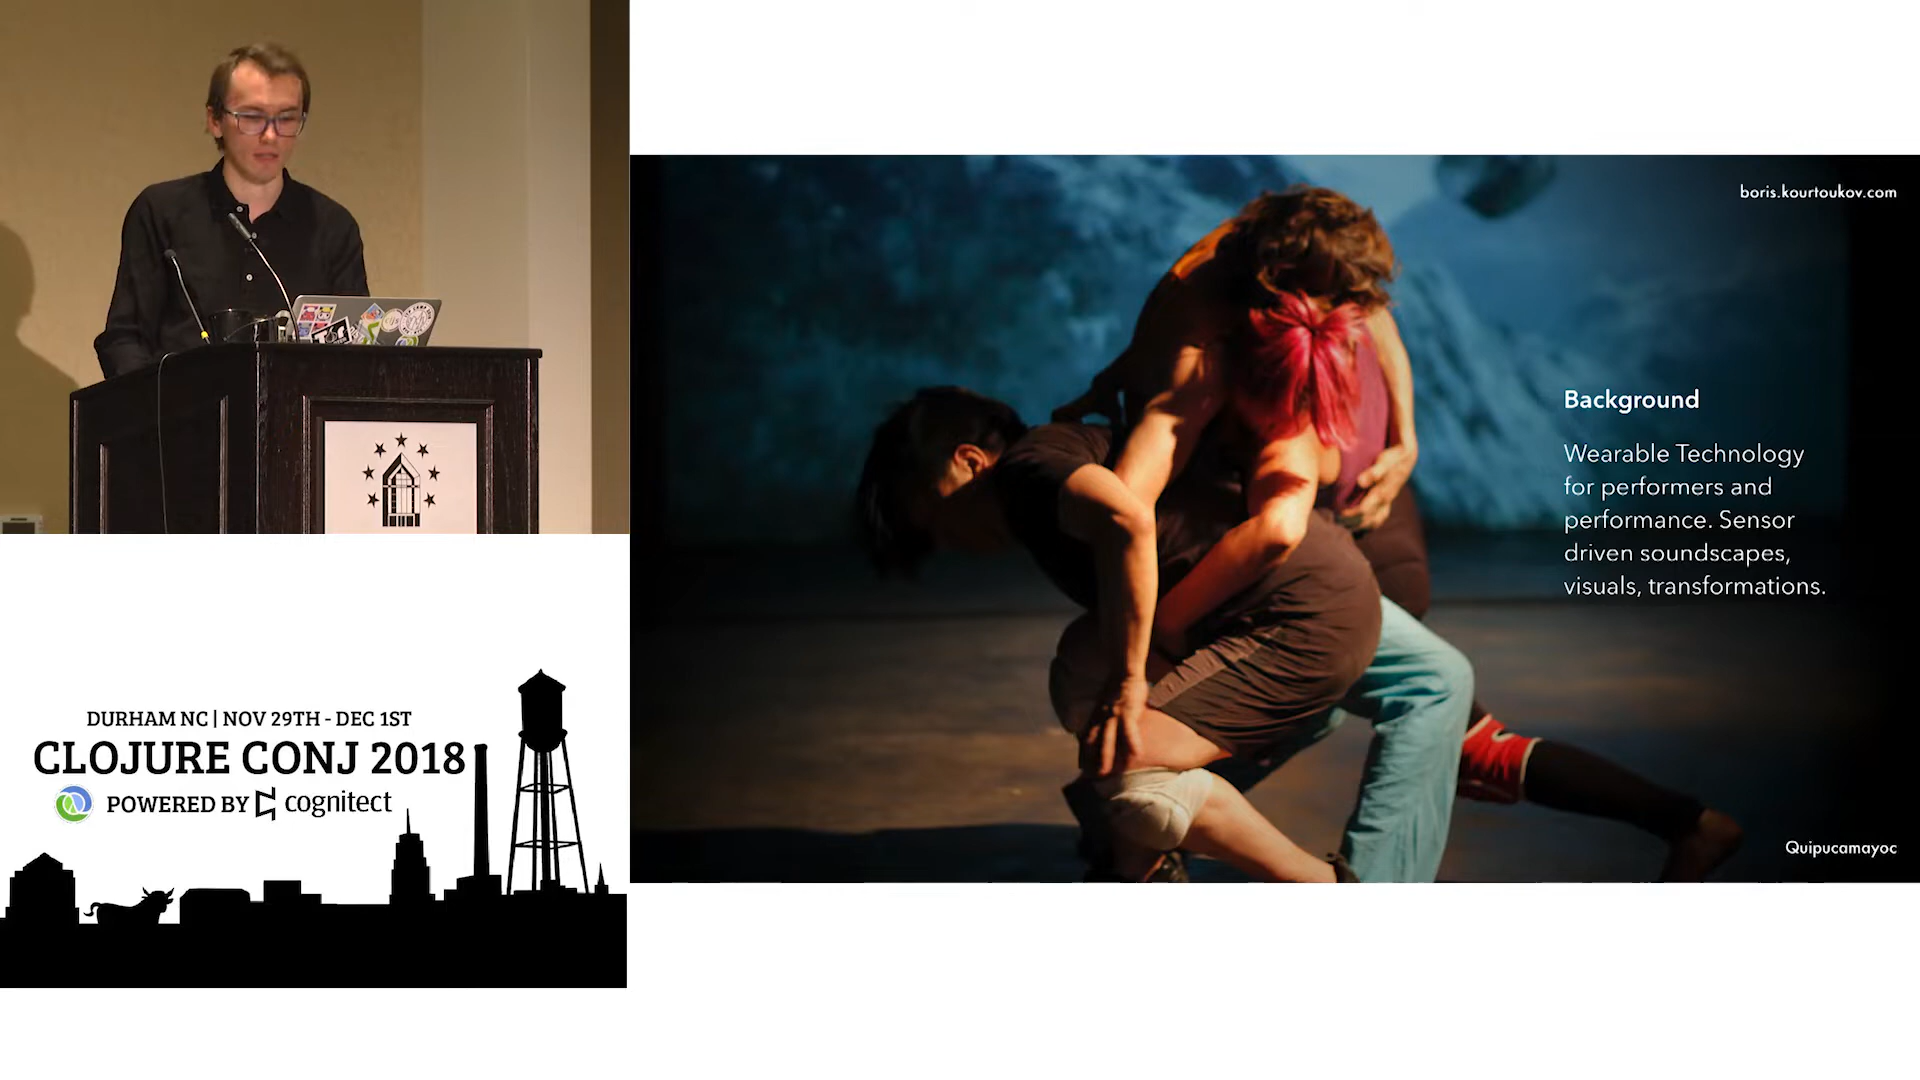 boris.kourtoukov.com
Background
Wearable Technology
for performers and
performance. Sensor
driven soundscapes,
visuals, transformations.
Quipucamayoc
DURHAM NC | NOV 29TH - DEC 1ST
CLOJURE CONJ 2018
POWERED BY cognitect